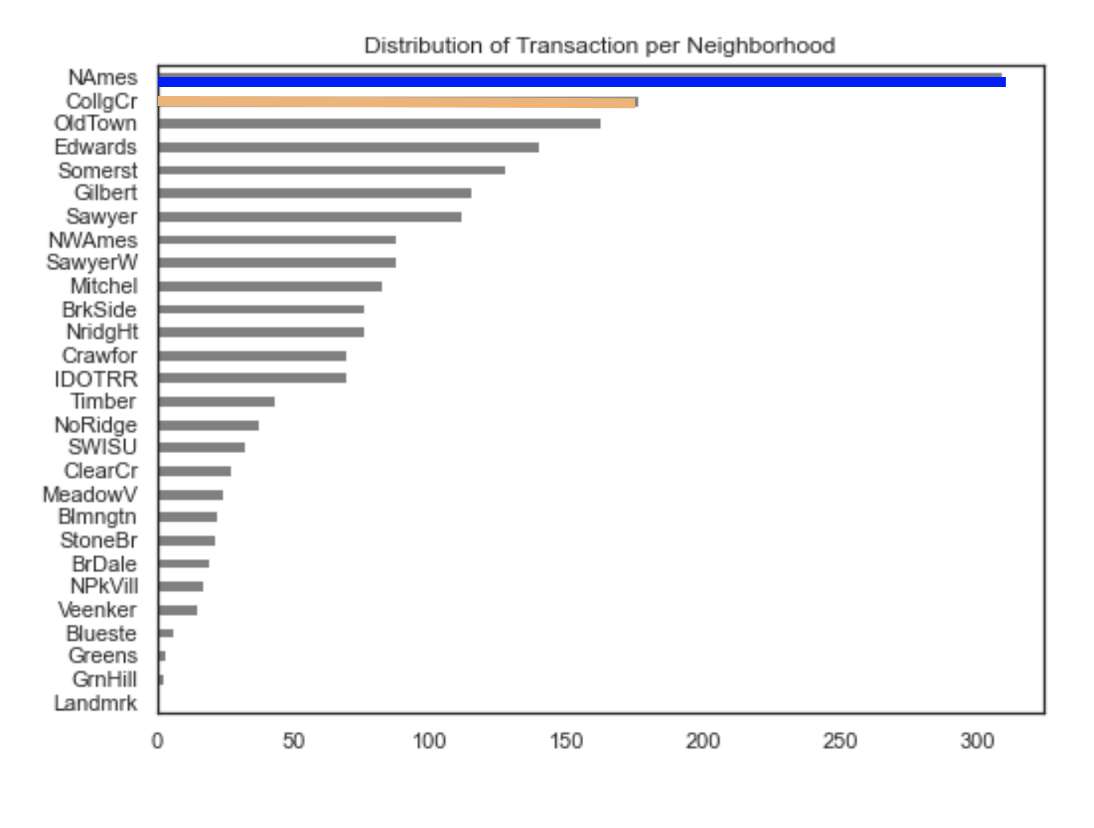 Distribution of Transaction per Neighborhood
NAmes
CollgCr
OldTown
Edwards
Somerst
Gilbert
Sawyer
NWAmes
SawyerW
Mitchel
BrkSide
NridgHt
Crawfor
IDOTRR
Timber
NoRidge
SWISU
ClearCr
MeadowV
Blmngtn
StoneBr
BrDale
NPkVill
Veenker
Blueste
Greens
GrnHill
Landmrk
0 50 100 150 200 250 300